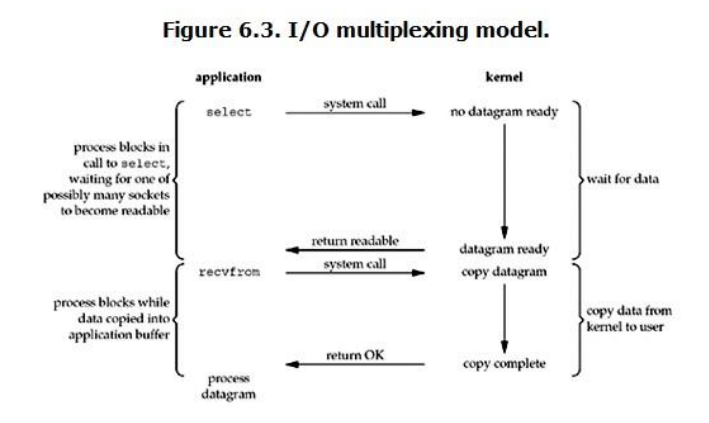 Figure 6.3. I/O multiplexing model.
application
kernel
select
system call
no datagram ready
process blocks in
call to select,
waiting for one of
possibly many sockets
to become readable
wait for data
return readable
datagram ready
recvfrom
system call
copy datagram
process blocks while
data copied into
application buffer
copy data from
kernel to user
return OK
copy complete
process
datagram